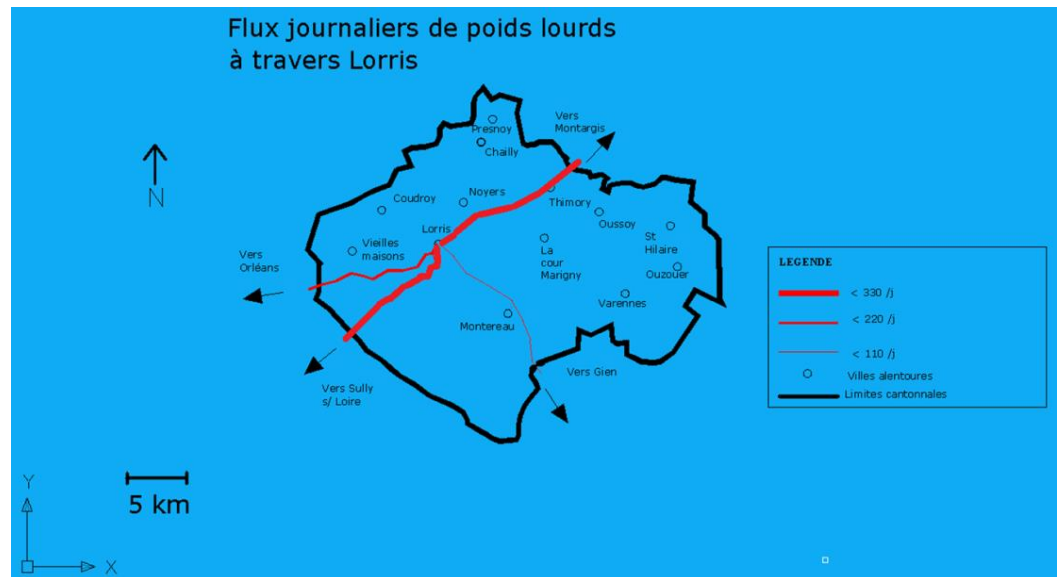 Flux journaliers de poids lourds
à travers Lorris
Vers
Montargis
Presnoy
Chailly
N
Coudroy
Noyers
Thimory
Oussoy
Lorris
St
Hilaire
Vieilles
maisons
La
cour
Marigny
Ouzouer
Vers
Orléans
Varennes
Montereau
Vers Gien
Vers Sully
s/ Loire
LEGENDE
< 330 /j
< 220 /j
< 110 /j
Villes alentoures
Limites cantonnales
5 km
Y
X